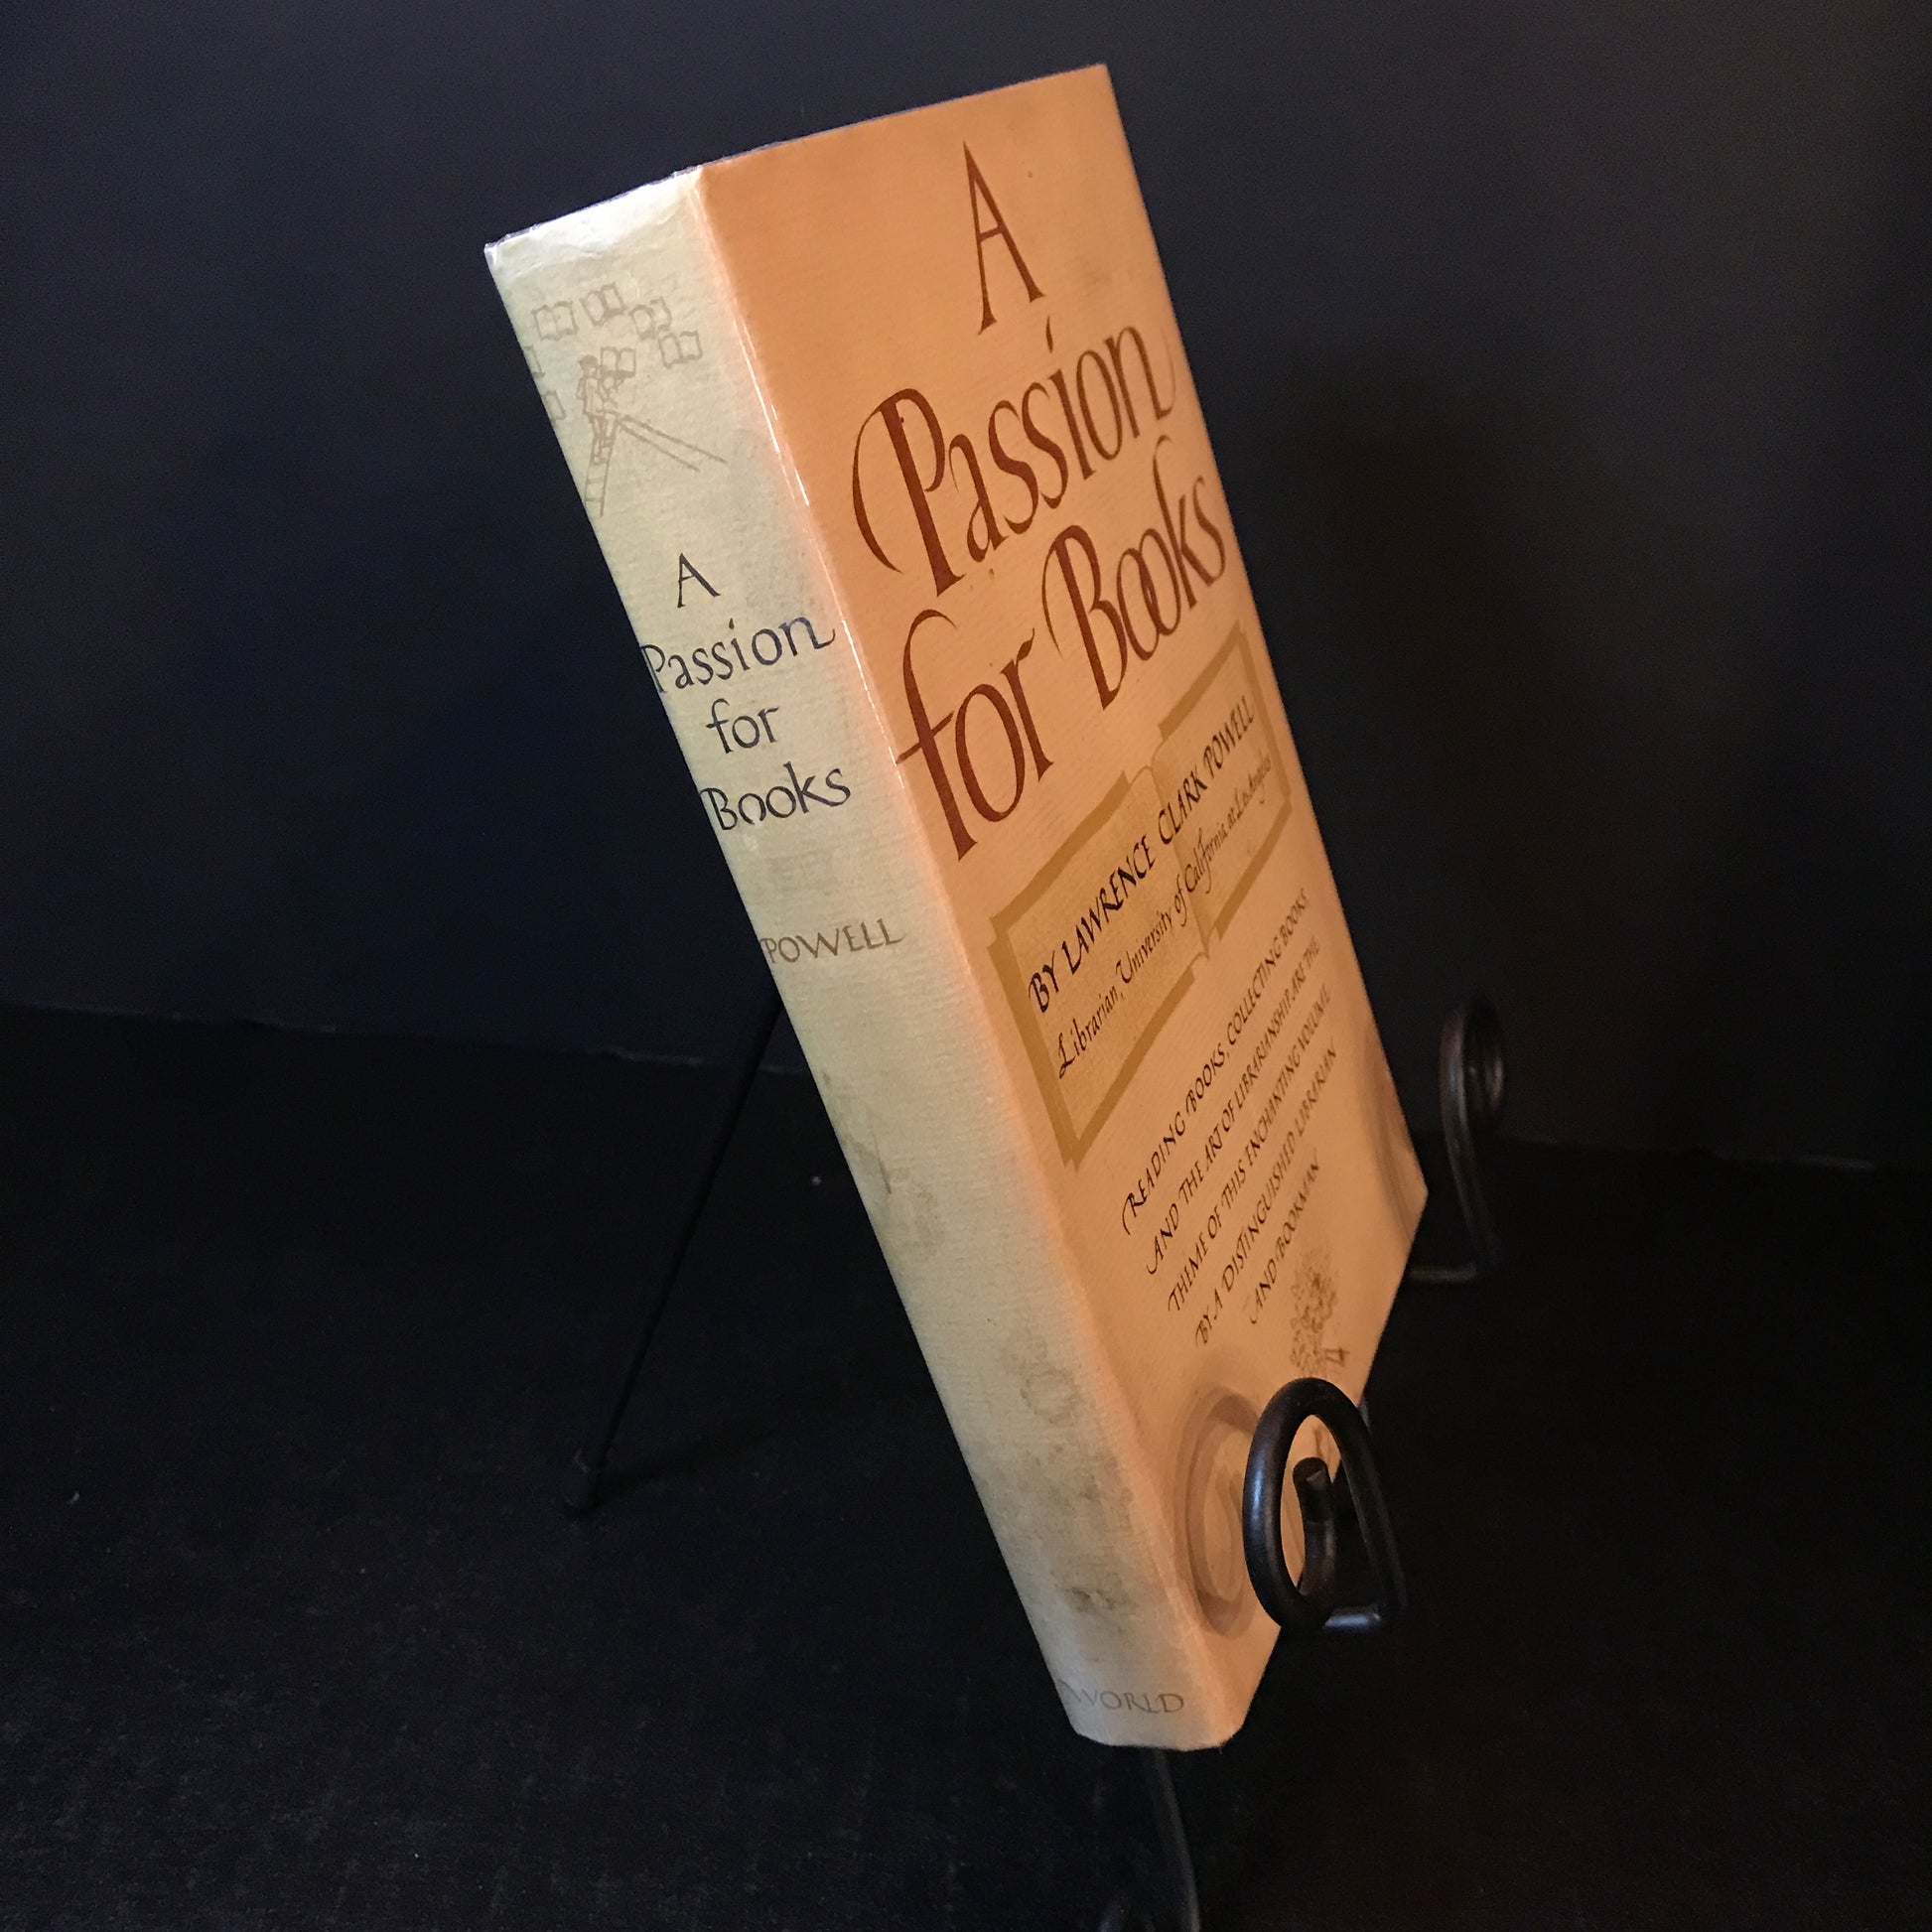 A
Passion
for
Books
POWELL
WORLD
A
Passion
for Books
BY LAWRENCE CLARK POWELL
Librarian, University of California at Los Angeles
READING BOOKS, COLLECTING BOOKS
AND THE ART OF LIBRARIANSHIP ARE THE
THEME OF THIS ENCHANTING VOLUME
BY A DISTINGUISHED LIBRARIAN
AND BOOKMAN